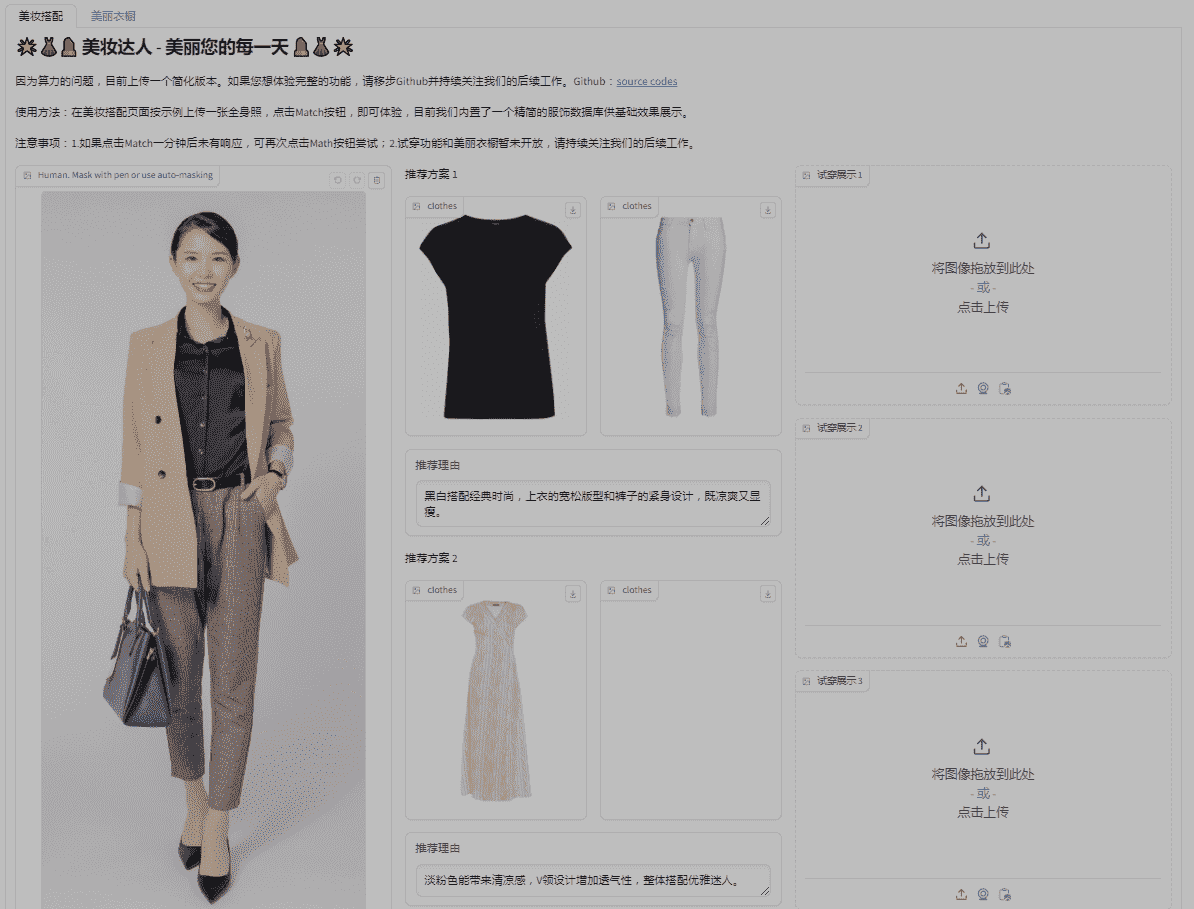 美妆搭配
美丽衣橱
美妆达人 - 美丽您的每一天
因为算力的问题，目前上传一个简化版本。如果您想体验完整的功能，请移步Github并持续关注我们的后续工作。Github：source codes
使用方法：在美妆搭配页面按示例上传一张全身照，点击Match按钮，即可体验，目前我们内置了一个精简的服饰数据库供基础效果展示。
注意事项：1.如果点击Match一分钟后未有响应，可再次点击Math按钮尝试；2.试穿功能和美丽衣橱暂未开放，请持续关注我们的后续工作。
Human. Mask with pen or use auto-masking
推荐方案 1
clothes
clothes
推荐理由
黑白搭配经典时尚，上衣的宽松版型和裤子的紧身设计，既凉爽又显
瘦。
推荐方案 2
clothes
clothes
推荐理由
淡粉色能带来清凉感，V领设计增加透气性，整体搭配优雅迷人。
试穿展示 1
将图像拖放到此处
- 或 -
点击上传
试穿展示 2
将图像拖放到此处
- 或 -
点击上传
试穿展示 3
将图像拖放到此处
- 或 -
点击上传